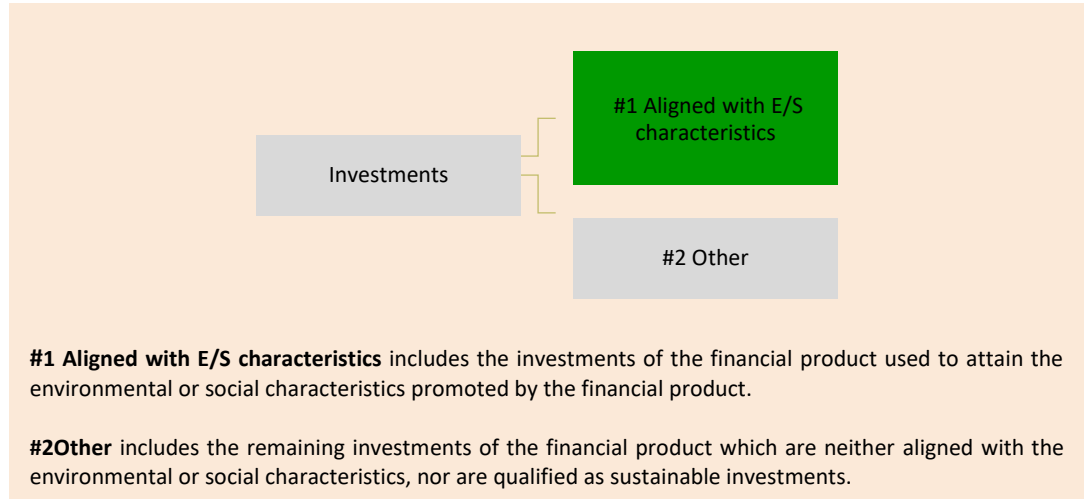 #1 Aligned with E/S
characteristics
Investments
#2 Other
#1 Aligned with E/S characteristics includes the investments of the financial product used to attain the
environmental or social characteristics promoted by the financial product.
#2Other includes the remaining investments of the financial product which are neither aligned with the
environmental or social characteristics, nor are qualified as sustainable investments.